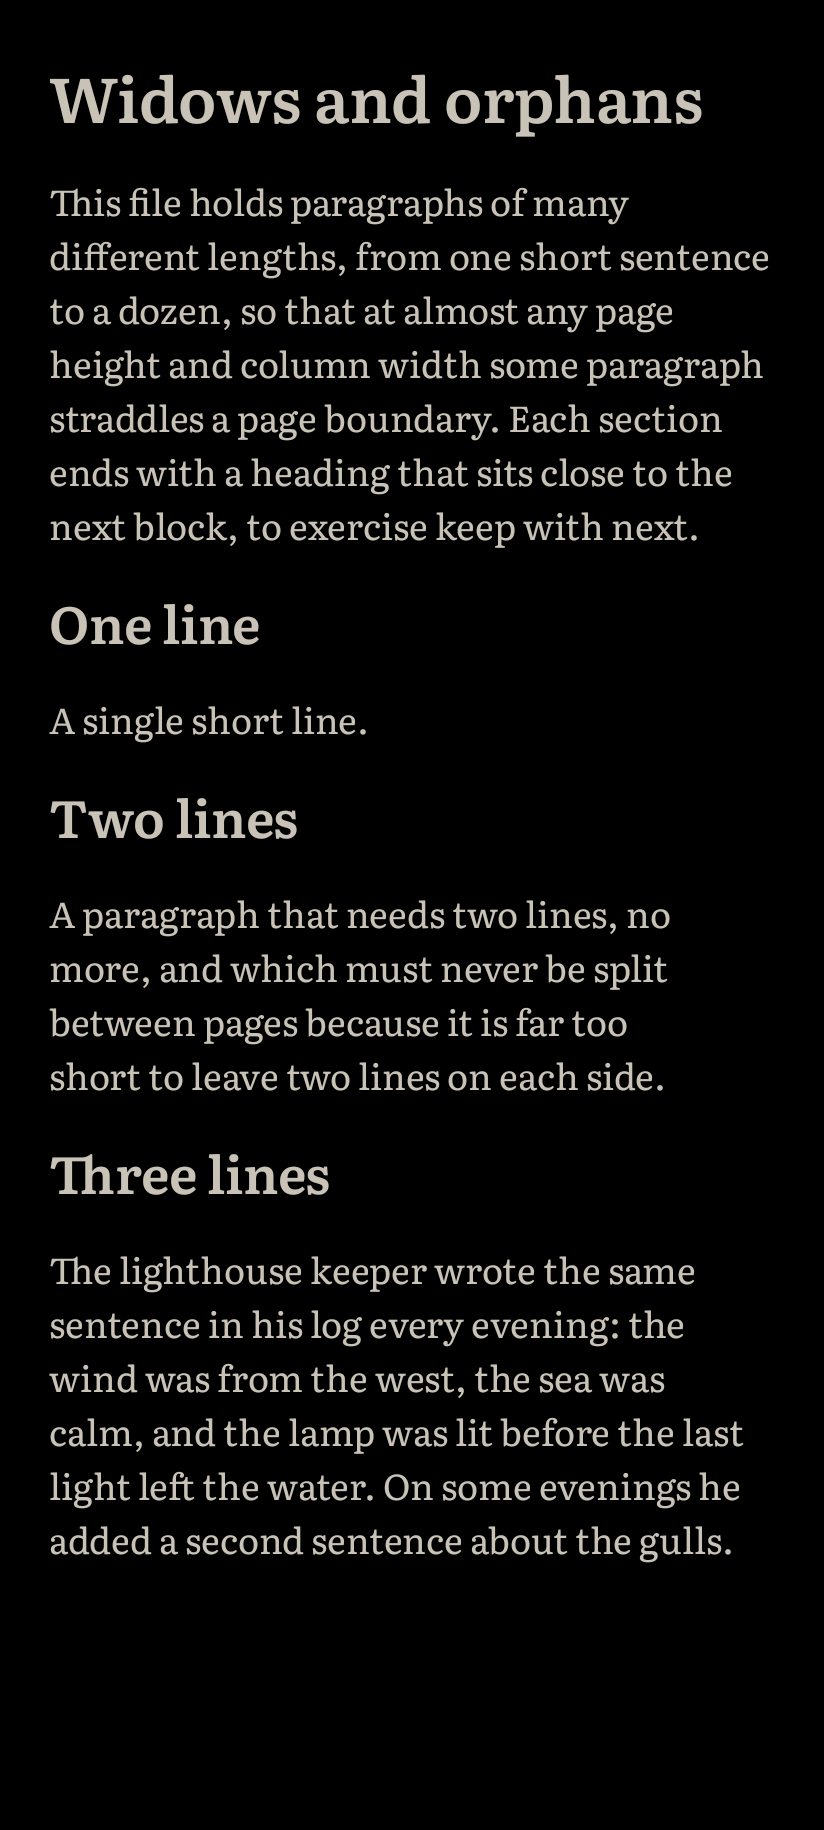 Widows and orphans
This file holds paragraphs of many
different lengths, from one short sentence
to a dozen, so that at almost any page
height and column width some paragraph
straddles a page boundary. Each section
ends with a heading that sits close to the
next block, to exercise keep with next.
One line
A single short line.
Two lines
A paragraph that needs two lines, no
more, and which must never be split
between pages because it is far too
short to leave two lines on each side.
Three lines
The lighthouse keeper wrote the same
sentence in his log every evening: the
wind was from the west, the sea was
calm, and the lamp was lit before the last
light left the water. On some evenings he
added a second sentence about the gulls.